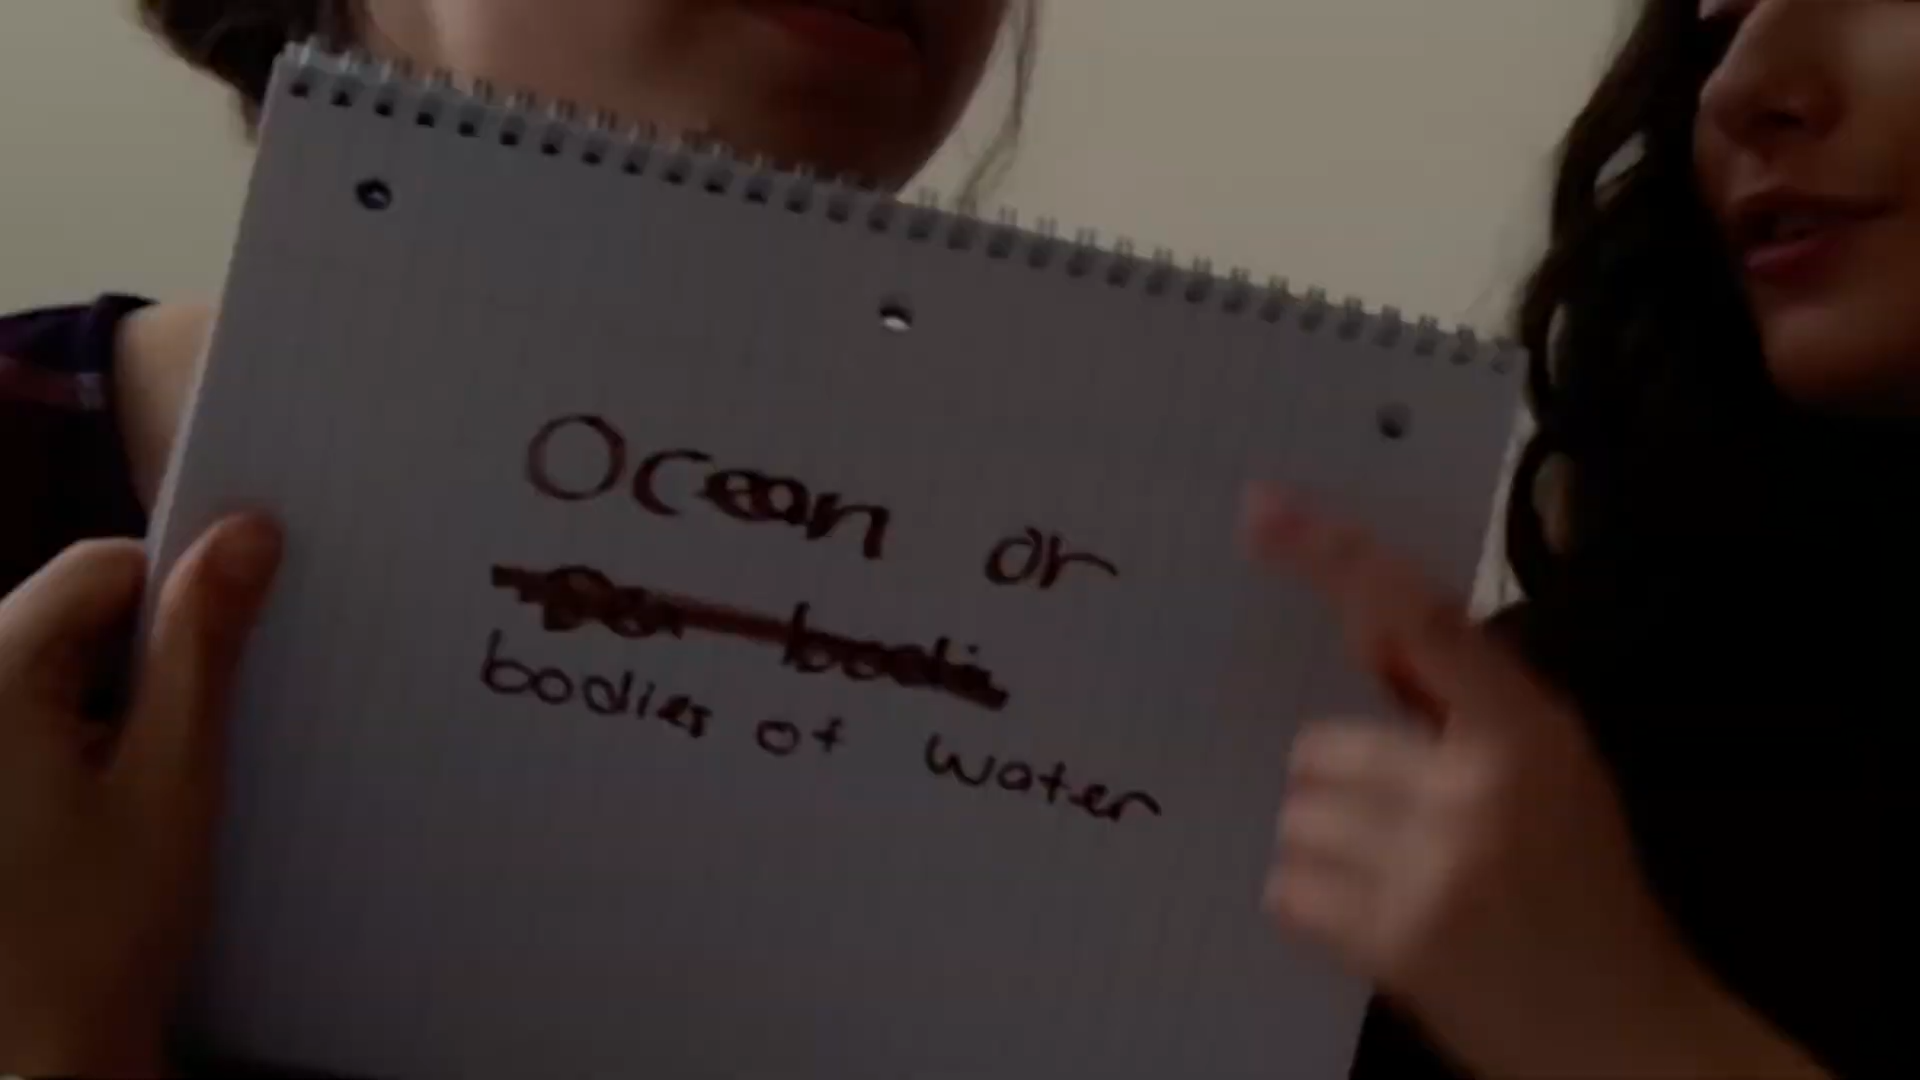 Ocean or
bodies of water